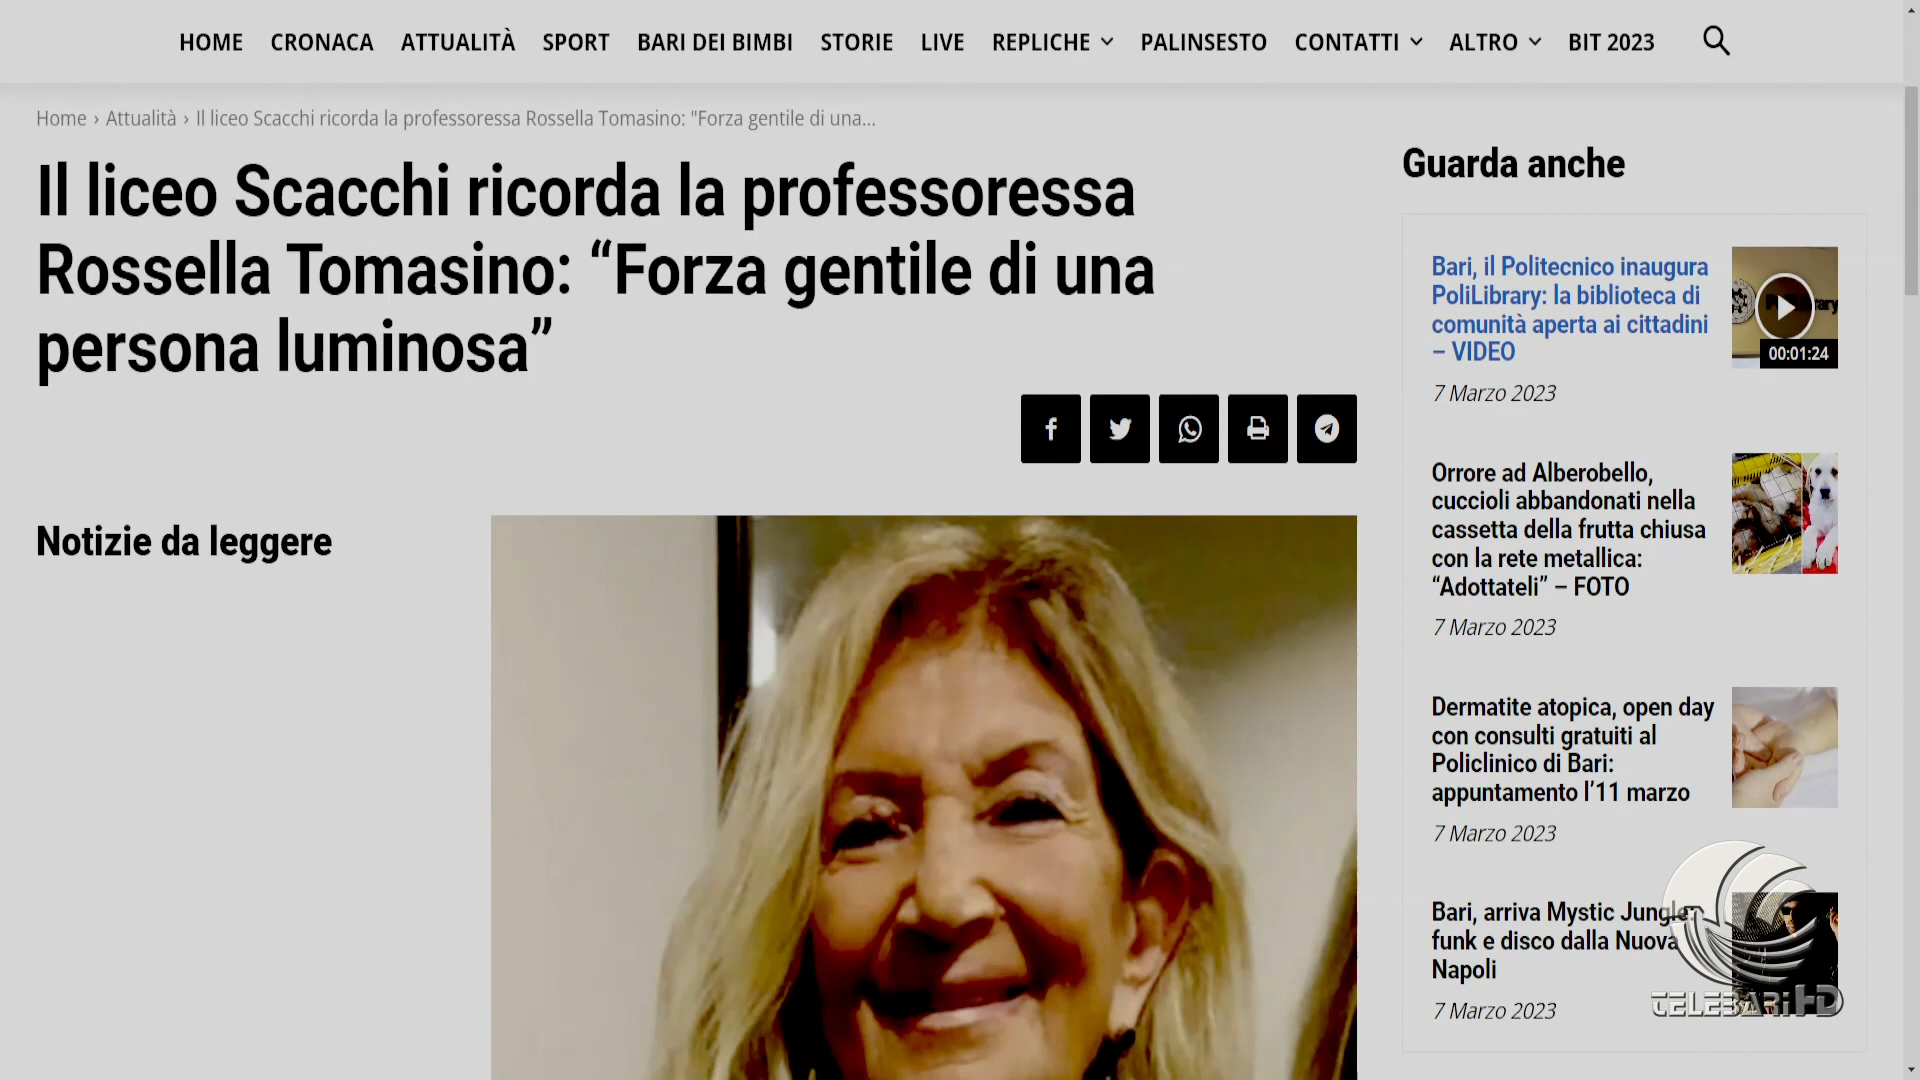 HOME CRONACA ATTUALITÀ SPORT BARI DEI BIMBI STORIE LIVE REPLICHE PALINSESTO CONTATTI ALTRO BIT 2023
Home › Attualità › Il liceo Scacchi ricorda la professoressa Rossella Tomasino: "Forza gentile di una...
Il liceo Scacchi ricorda la professoressa
Rossella Tomasino: “Forza gentile di una
persona luminosa”
Notizie da leggere
Guarda anche
Bari, il Politecnico inaugura
PoliLibrary: la biblioteca di
comunità aperta ai cittadini
– VIDEO
00:01:24
7 Marzo 2023
Orrore ad Alberobello,
cuccioli abbandonati nella
cassetta della frutta chiusa
con la rete metallica:
“Adottateli” – FOTO
7 Marzo 2023
Dermatite atopica, open day
con consulti gratuiti al
Policlinico di Bari:
appuntamento l’11 marzo
7 Marzo 2023
Bari, arriva Mystic Jungle:
funk e disco dalla Nuova
Napoli
7 Marzo 2023
TELEBARI HD